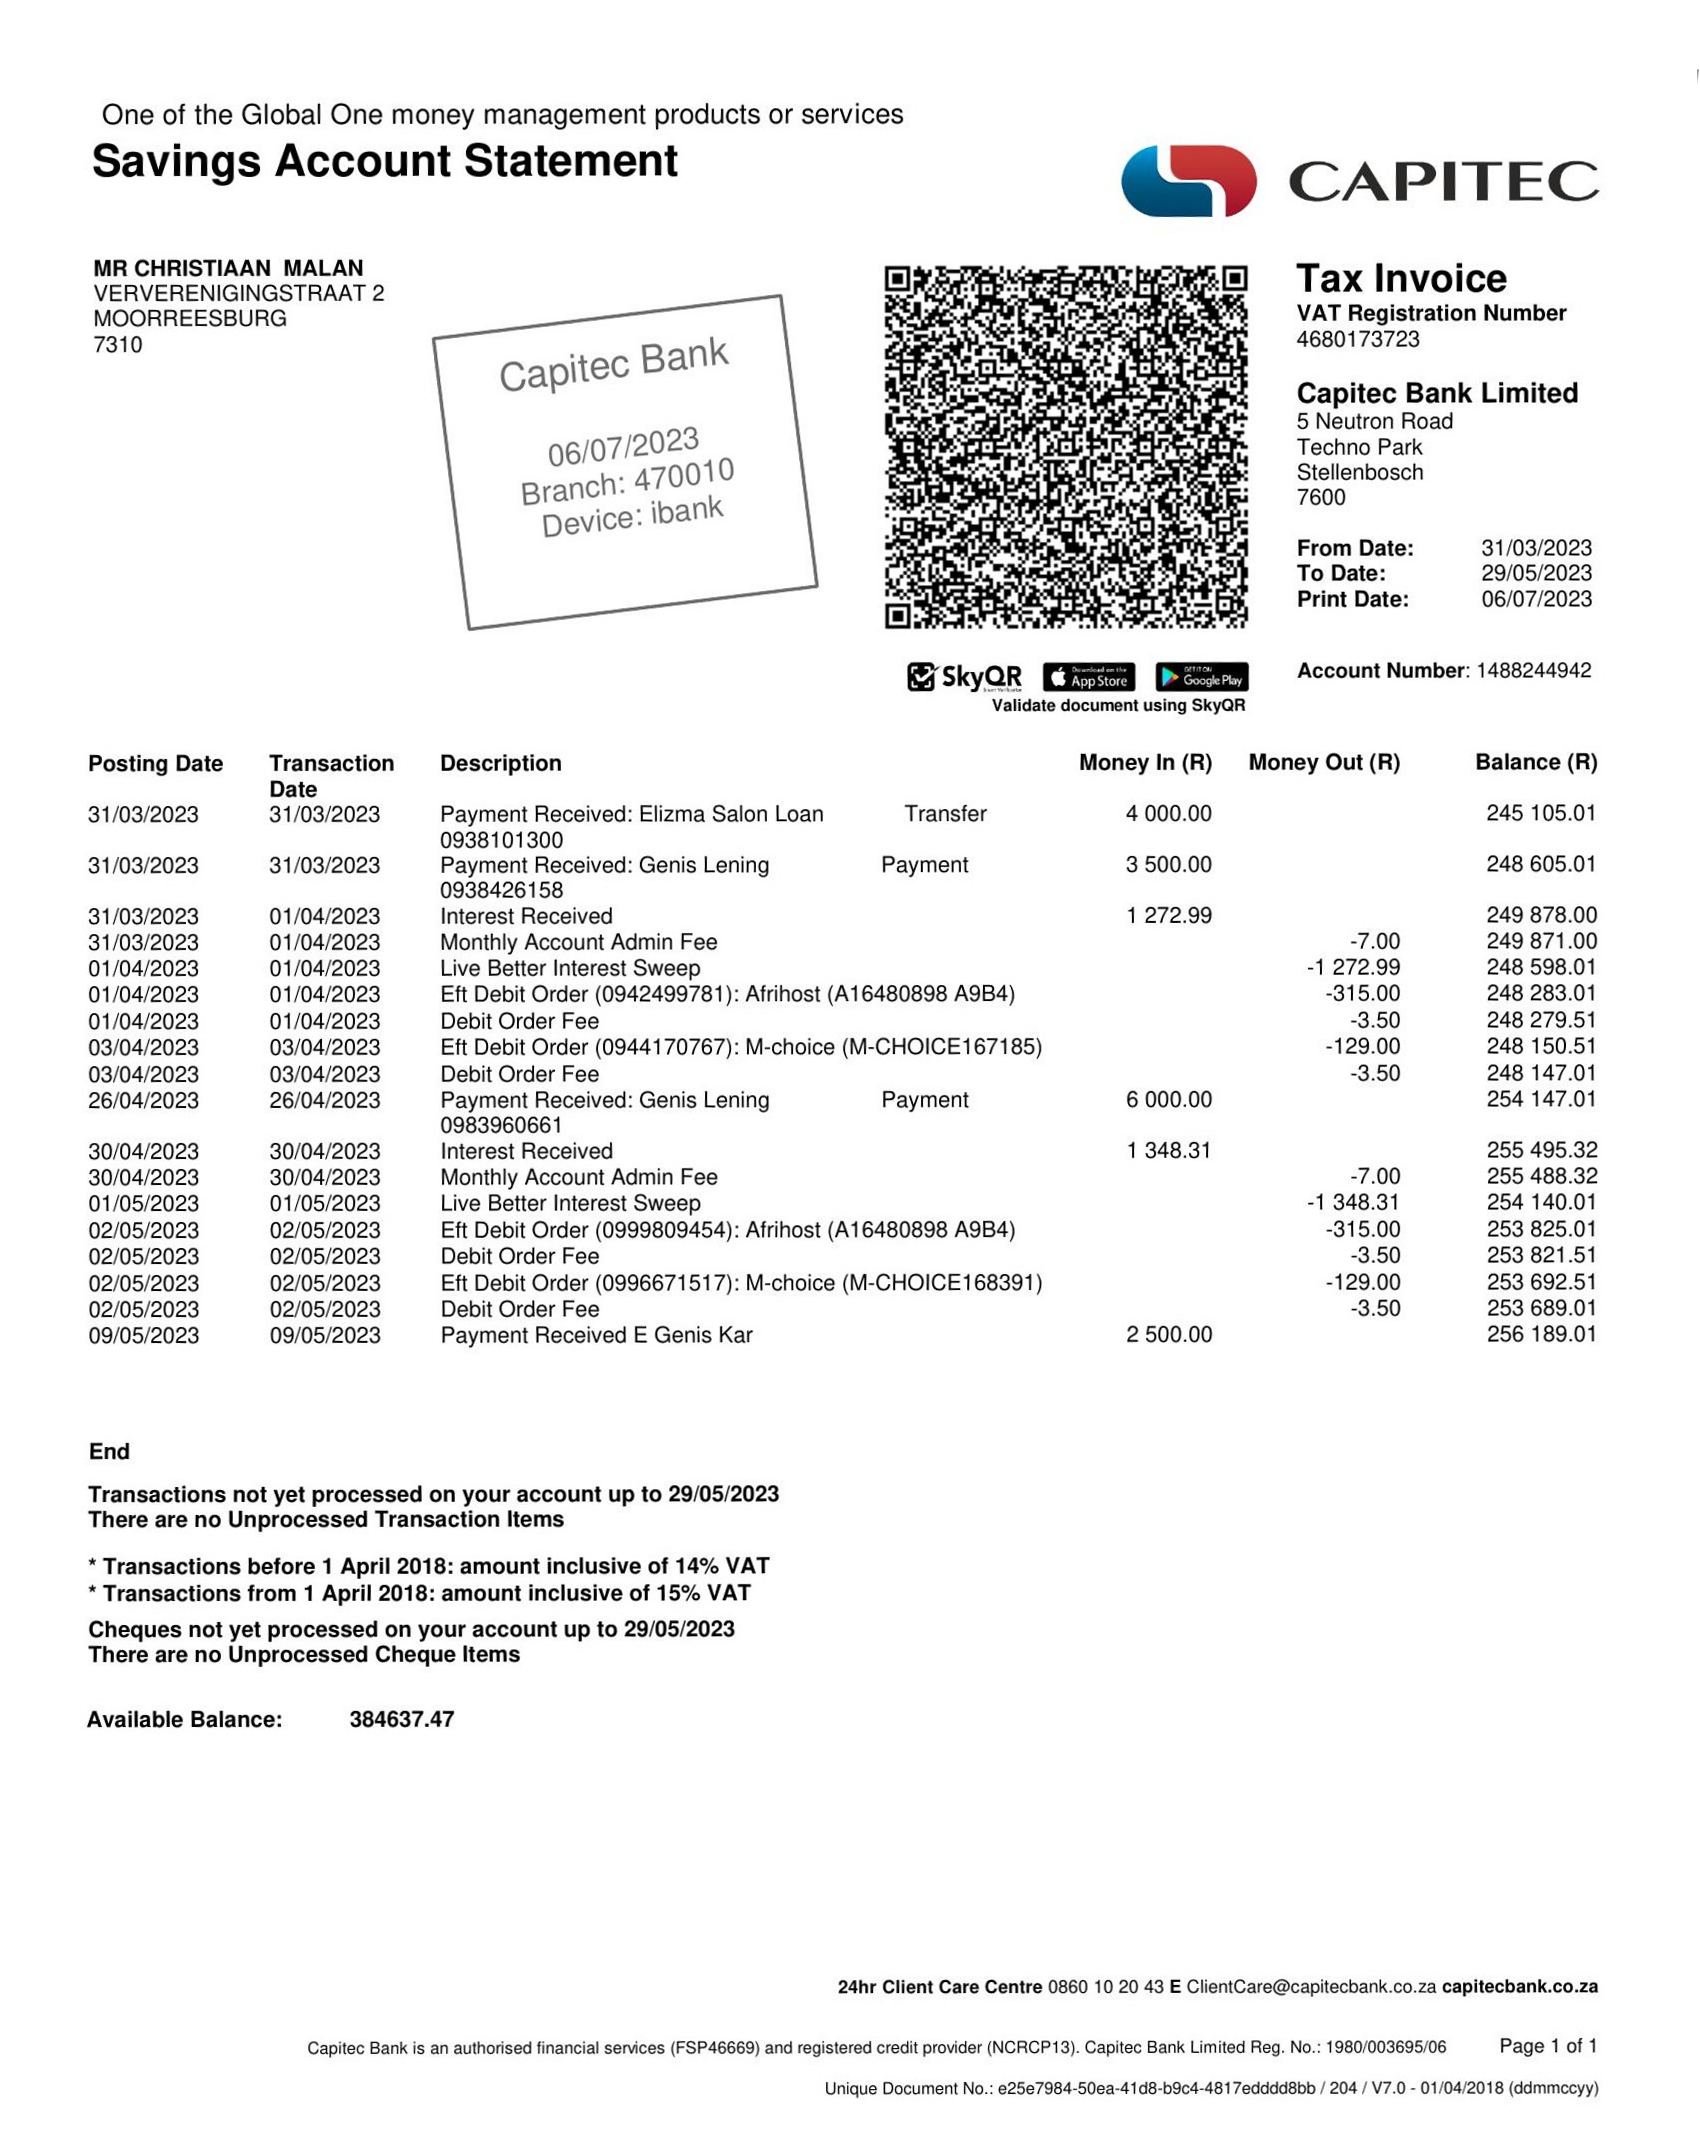 One of the Global One money management products or services
Savings Account Statement
CAPITEC
MR CHRISTIAAN MALAN
VERVERENIGINGSTRAAT 2
MOORREESBURG
7310
Capitec Bank
06/07/2023
Branch: 470010
Device: ibank
Tax Invoice
VAT Registration Number
4680173723
Capitec Bank Limited
5 Neutron Road
Techno Park
Stellenbosch
7600
From Date: 31/03/2023
To Date: 29/05/2023
Print Date: 06/07/2023
SkyQR
Download on the App Store
GET IT ON Google Play
Validate document using SkyQR
Account Number: 1488244942
Posting Date Transaction Description Money In (R) Money Out (R) Balance (R)
Date
31/03/2023 31/03/2023 Payment Received: Elizma Salon Loan Transfer 4 000.00 245 105.01
0938101300
31/03/2023 31/03/2023 Payment Received: Genis Lening Payment 3 500.00 248 605.01
0938426158
31/03/2023 01/04/2023 Interest Received 1 272.99 249 878.00
31/03/2023 01/04/2023 Monthly Account Admin Fee -7.00 249 871.00
01/04/2023 01/04/2023 Live Better Interest Sweep -1 272.99 248 598.01
01/04/2023 01/04/2023 Eft Debit Order (0942499781): Afrihost (A16480898 A9B4) -315.00 248 283.01
01/04/2023 01/04/2023 Debit Order Fee -3.50 248 279.51
03/04/2023 03/04/2023 Eft Debit Order (0944170767): M-choice (M-CHOICE167185) -129.00 248 150.51
03/04/2023 03/04/2023 Debit Order Fee -3.50 248 147.01
26/04/2023 26/04/2023 Payment Received: Genis Lening Payment 6 000.00 254 147.01
0983960661
30/04/2023 30/04/2023 Interest Received 1 348.31 255 495.32
30/04/2023 30/04/2023 Monthly Account Admin Fee -7.00 255 488.32
01/05/2023 01/05/2023 Live Better Interest Sweep -1 348.31 254 140.01
02/05/2023 02/05/2023 Eft Debit Order (0999809454): Afrihost (A16480898 A9B4) -315.00 253 825.01
02/05/2023 02/05/2023 Debit Order Fee -3.50 253 821.51
02/05/2023 02/05/2023 Eft Debit Order (0996671517): M-choice (M-CHOICE168391) -129.00 253 692.51
02/05/2023 02/05/2023 Debit Order Fee -3.50 253 689.01
09/05/2023 09/05/2023 Payment Received E Genis Kar 2 500.00 256 189.01
End
Transactions not yet processed on your account up to 29/05/2023
There are no Unprocessed Transaction Items
* Transactions before 1 April 2018: amount inclusive of 14% VAT
* Transactions from 1 April 2018: amount inclusive of 15% VAT
Cheques not yet processed on your account up to 29/05/2023
There are no Unprocessed Cheque Items
Available Balance: 384637.47
24hr Client Care Centre 0860 10 20 43 E ClientCare@capitecbank.co.za capitecbank.co.za
Capitec Bank is an authorised financial services (FSP46669) and registered credit provider (NCRCP13). Capitec Bank Limited Reg. No.: 1980/003695/06 Page 1 of 1
Unique Document No.: e25e7984-50ea-41d8-b9c4-4817edddd8bb / 204 / V7.0 - 01/04/2018 (ddmmccyy)